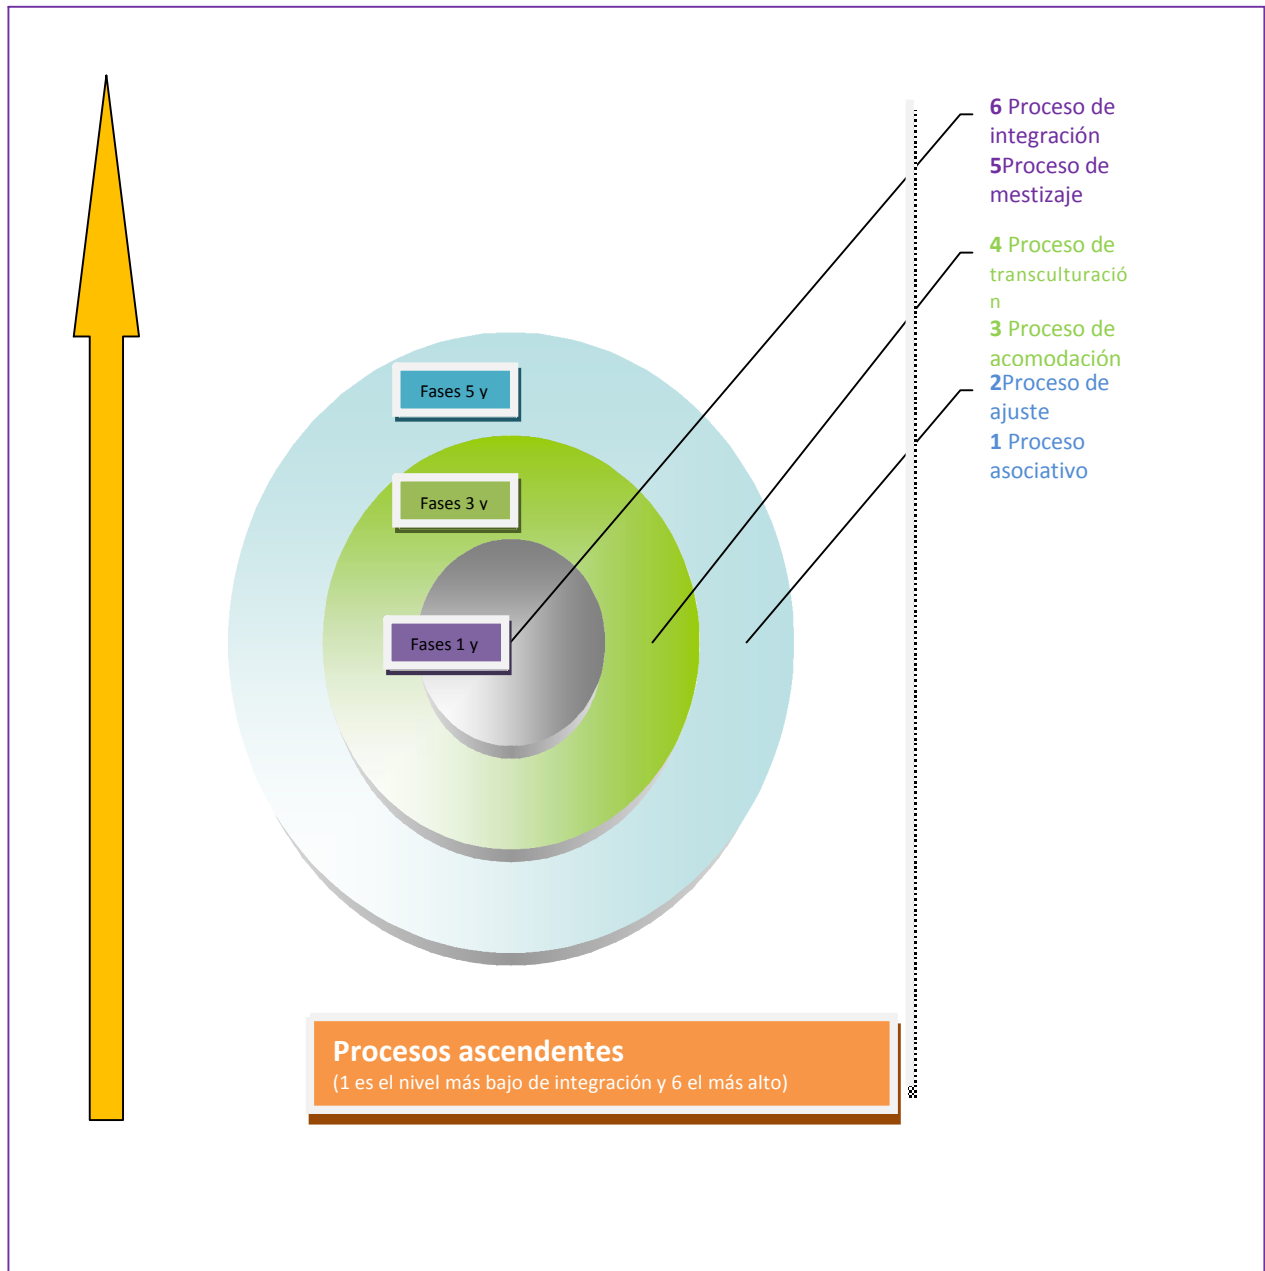 6 Proceso de
integración
5Proceso de
mestizaje
4 Proceso de
transculturació
n
3 Proceso de
acomodación
2Proceso de
ajuste
1 Proceso
asociativo
Fases 5 y
Fases 3 y
Fases 1 y
Procesos ascendentes
(1 es el nivel más bajo de integración y 6 el más alto)